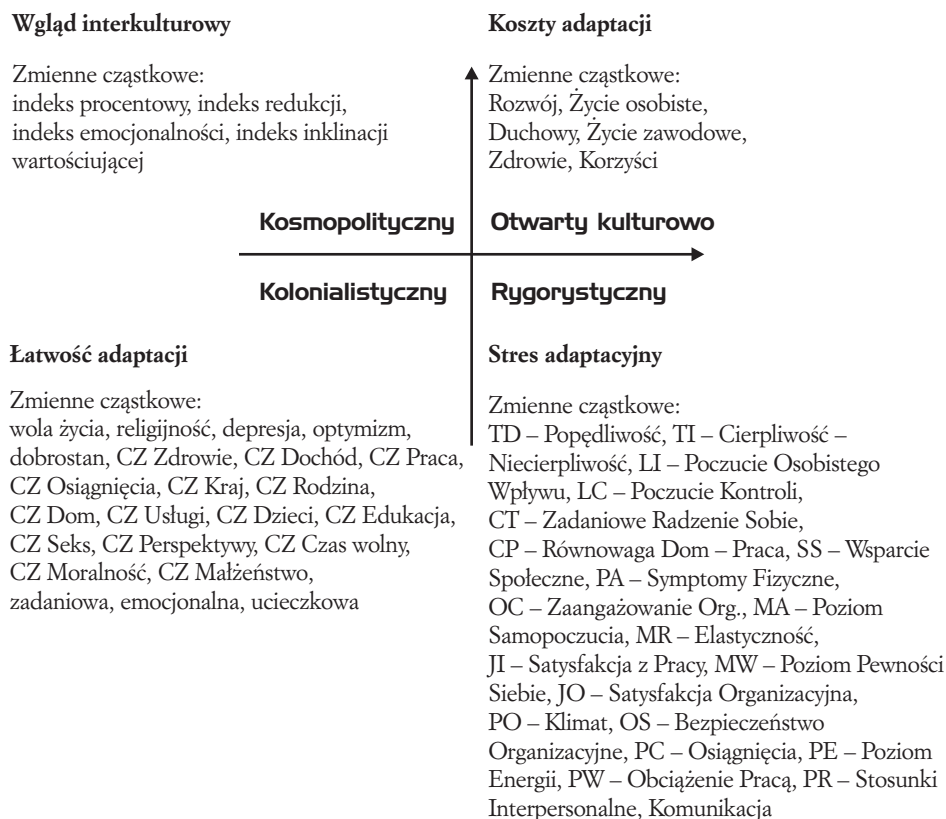 Wgląd interkulturowy
Zmienne cząstkowe:
indeks procentowy, indeks redukcji,
indeks emocjonalności, indeks inklinacji
wartościującej
Koszty adaptacji
Zmienne cząstkowe:
Rozwój, Życie osobiste,
Duchowy, Życie zawodowe,
Zdrowie, Korzyści
Kosmopolityczny
Otwarty kulturowo
Kolonialistyczny
Rygorystyczny
Łatwość adaptacji
Zmienne cząstkowe:
wola życia, religijność, depresja, optymizm,
dobrostan, CZ Zdrowie, CZ Dochód, CZ Praca,
CZ Osiągnięcia, CZ Kraj, CZ Rodzina,
CZ Dom, CZ Usługi, CZ Dzieci, CZ Edukacja,
CZ Seks, CZ Perspektywy, CZ Czas wolny,
CZ Moralność, CZ Małżeństwo,
zadaniowa, emocjonalna, ucieczkowa
Stres adaptacyjny
Zmienne cząstkowe:
TD – Popędliwość, TI – Cierpliwość –
Niecierpliwość, LI – Poczucie Osobistego
Wpływu, LC – Poczucie Kontroli,
CT – Zadaniowe Radzenie Sobie,
CP – Równowaga Dom – Praca, SS – Wsparcie
Społeczne, PA – Symptomy Fizyczne,
OC – Zaangażowanie Org., MA – Poziom
Samopoczucia, MR – Elastyczność,
JI – Satysfakcja z Pracy, MW – Poziom Pewności
Siebie, JO – Satysfakcja Organizacyjna,
PO – Klimat, OS – Bezpieczeństwo
Organizacyjne, PC – Osiągnięcia, PE – Poziom
Energii, PW – Obciążenie Pracą, PR – Stosunki
Interpersonalne, Komunikacja